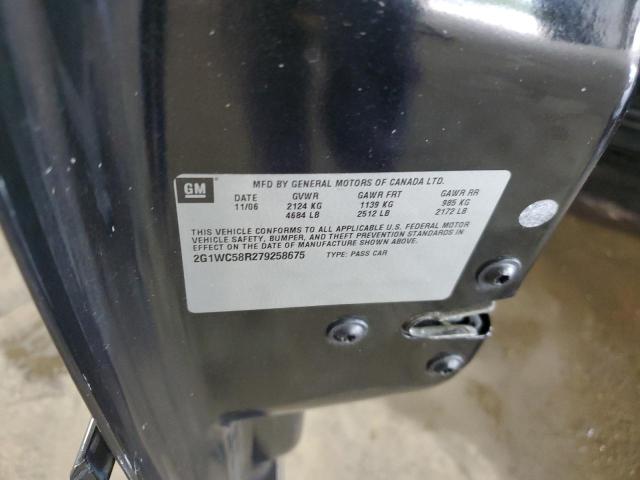 GM
MFD BY GENERAL MOTORS OF CANADA LTD.
DATE GVWR GAWR FRT GAWR RR
11/06 2124 KG 1139 KG 985 KG
4684 LB 2512 LB 2172 LB
THIS VEHICLE CONFORMS TO ALL APPLICABLE U.S. FEDERAL MOTOR
VEHICLE SAFETY, BUMPER, AND THEFT PREVENTION STANDARDS IN
EFFECT ON THE DATE OF MANUFACTURE SHOWN ABOVE.
2G1WC58R279258675 TYPE: PASS CAR